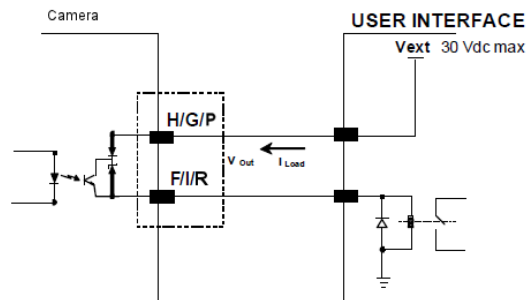 Camera
USER INTERFACE
Vext 30 Vdc max
H/G/P
V Out
I Load
F/I/R